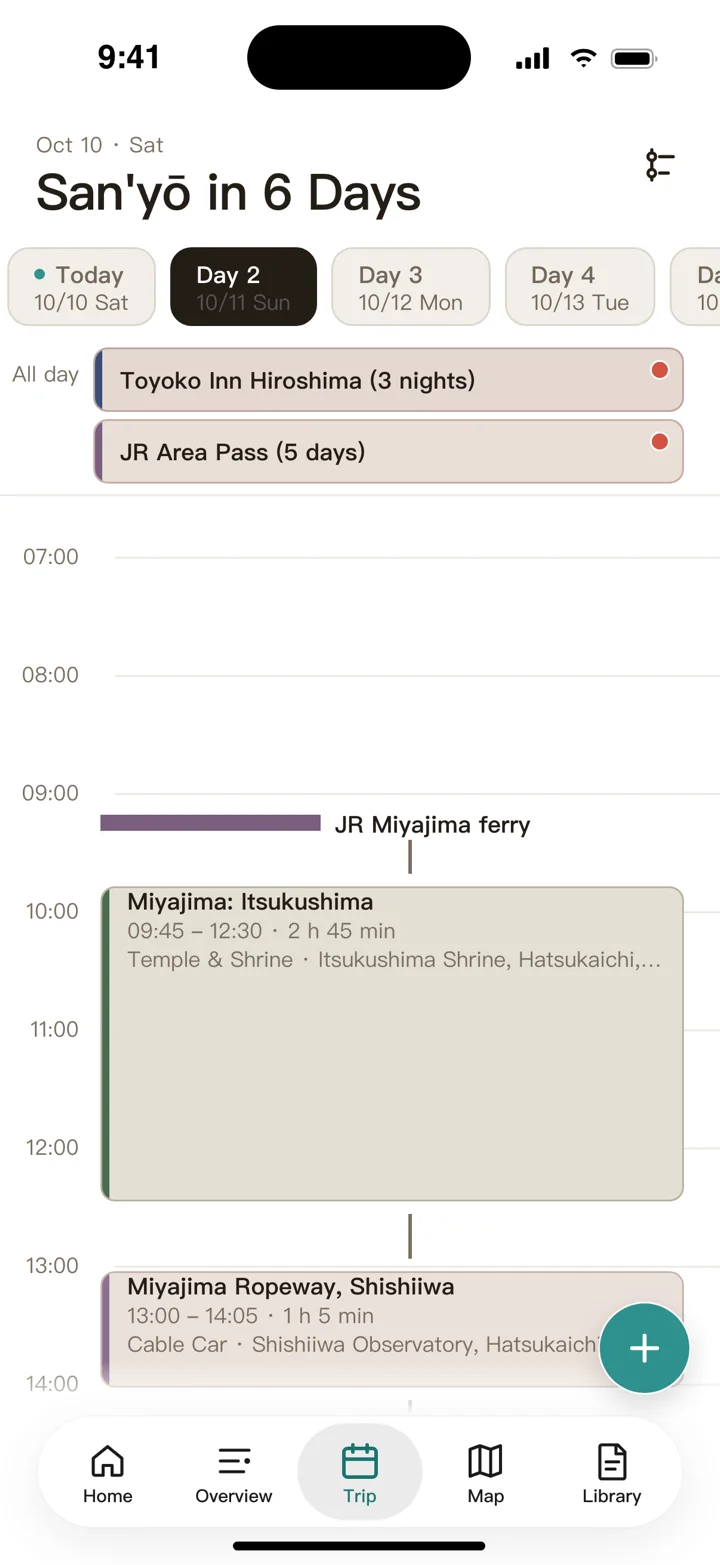 9:41
Oct 10 · Sat
San'yō in 6 Days
Today
10/10 Sat
Day 2
10/11 Sun
Day 3
10/12 Mon
Day 4
10/13 Tue
Da
10
All day
Toyoko Inn Hiroshima (3 nights)
JR Area Pass (5 days)
07:00
08:00
09:00
JR Miyajima ferry
10:00
Miyajima: Itsukushima
09:45 – 12:30 · 2 h 45 min
Temple & Shrine · Itsukushima Shrine, Hatsukaichi,...
11:00
12:00
13:00
Miyajima Ropeway, Shishiiwa
13:00 – 14:05 · 1 h 5 min
Cable Car · Shishiiwa Observatory, Hatsukaichi
14:00
Home
Overview
Trip
Map
Library